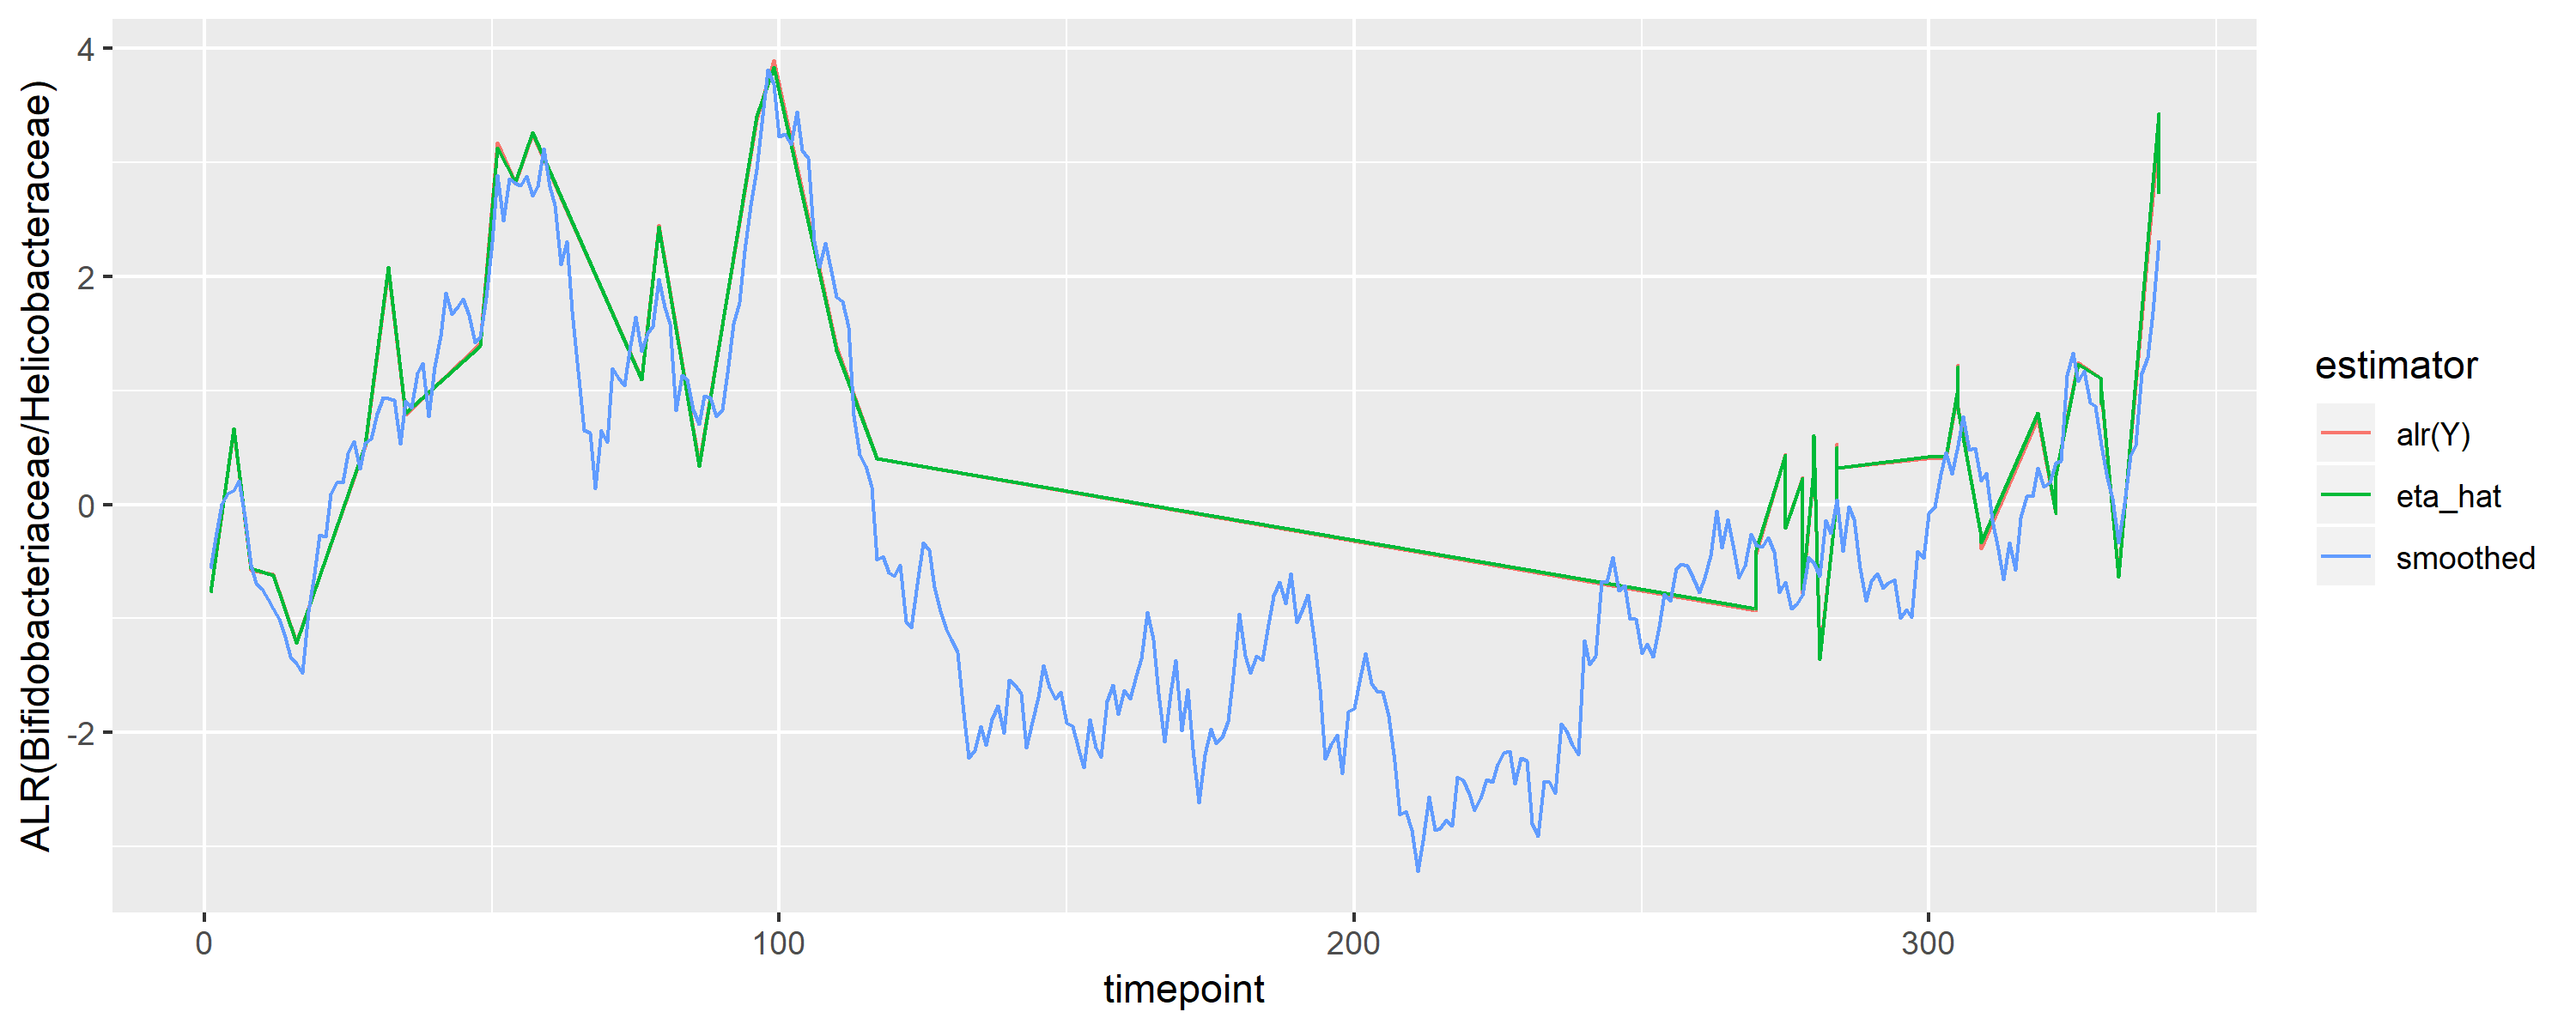 ALR(Bifidobacteriaceae/Helicobacteraceae)
4
2
0
-2
0
100
200
300
timepoint
estimator
alr(Y)
eta_hat
smoothed